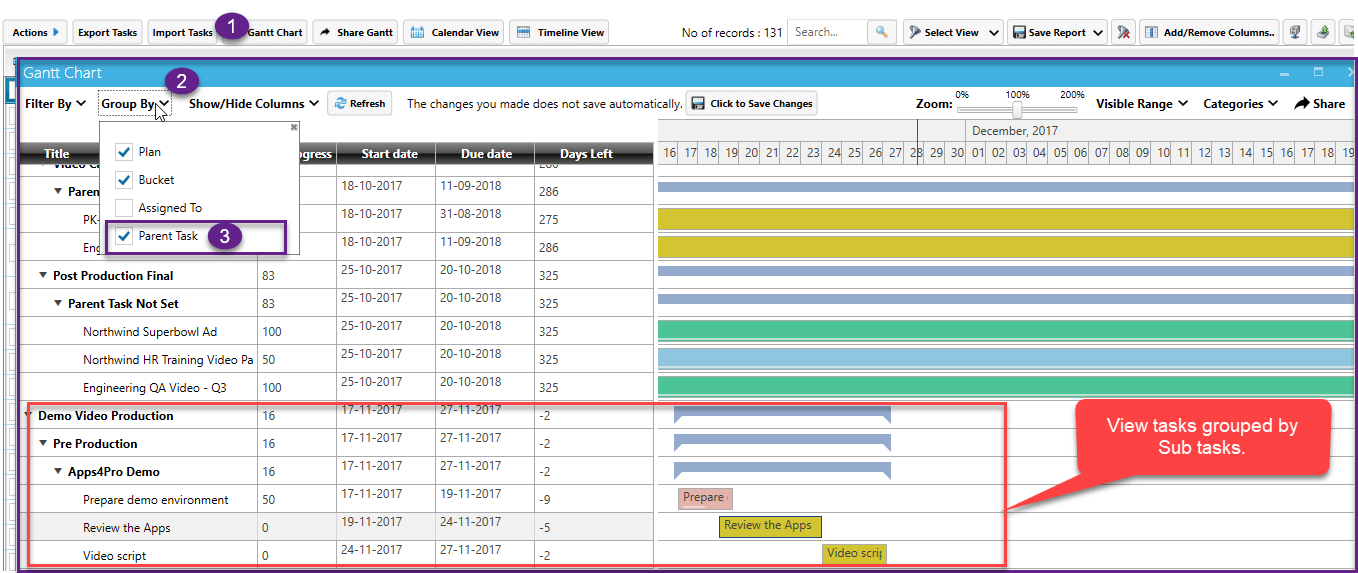 Actions Export Tasks Import Tasks 1 Gantt Chart Share Gantt Calendar View Timeline View No of records : 131 Search... Select View Save Report Add/Remove Columns..
Gantt Chart
2
Filter By Group By Show/Hide Columns Refresh The changes you made does not save automatically. Click to Save Changes Zoom: 0% 100% 200% Visible Range Categories Share
Plan
Bucket
Assigned To
Parent Task 3
December, 2017
Title ogress Start date Due date Days Left 16 17 18 19 20 21 22 23 24 25 26 27 28 29 30 01 02 03 04 05 06 07 08 09 10 11 12 13 14 15 16 17 18 19
Paren 18-10-2017 11-09-2018 286
PK- 18-10-2017 31-08-2018 275
Eng 18-10-2017 11-09-2018 286
Post Production Final 83 25-10-2017 20-10-2018 325
Parent Task Not Set 83 25-10-2017 20-10-2018 325
Northwind Superbowl Ad 100 25-10-2017 20-10-2018 325
Northwind HR Training Video Pa 50 25-10-2017 20-10-2018 325
Engineering QA Video - Q3 100 25-10-2017 20-10-2018 325
Demo Video Production 16 17-11-2017 27-11-2017 -2
Pre Production 16 17-11-2017 27-11-2017 -2
Apps4Pro Demo 16 17-11-2017 27-11-2017 -2
Prepare demo environment 50 17-11-2017 19-11-2017 -9 Prepare
Review the Apps 0 19-11-2017 24-11-2017 -5 Review the Apps
Video script 0 24-11-2017 27-11-2017 -2 Video scrip
View tasks grouped by
Sub tasks.